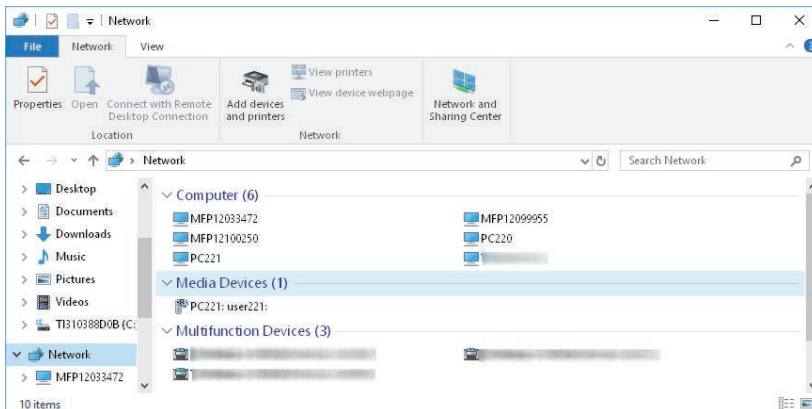 Network
File Network View
Properties
Open
Connect with Remote
Desktop Connection
Location
Add devices
and printers
View printers
View device webpage
Network
Network and
Sharing Center
Network
Search Network
Desktop
Documents
Downloads
Music
Pictures
Videos
TI310388D0B (C:
Network
MFP12033472
Computer (6)
MFP12033472
MFP12099955
MFP12100250
PC220
PC221
Media Devices (1)
PC221: user221:
Multifunction Devices (3)
10 items